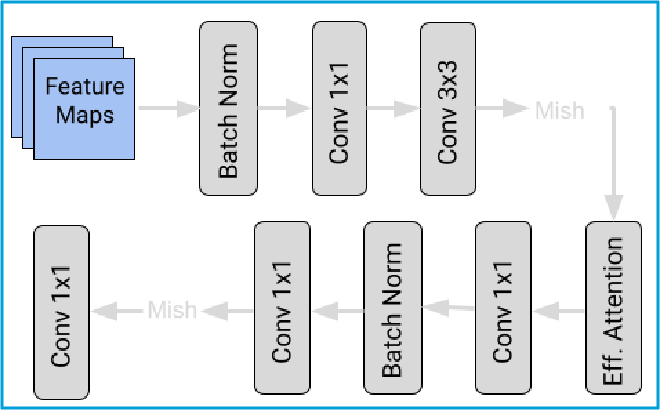 Feature
Maps
Batch Norm
Conv 1x1
Conv 3x3
Mish
Eff. Attention
Conv 1x1
Batch Norm
Conv 1x1
Mish
Conv 1x1